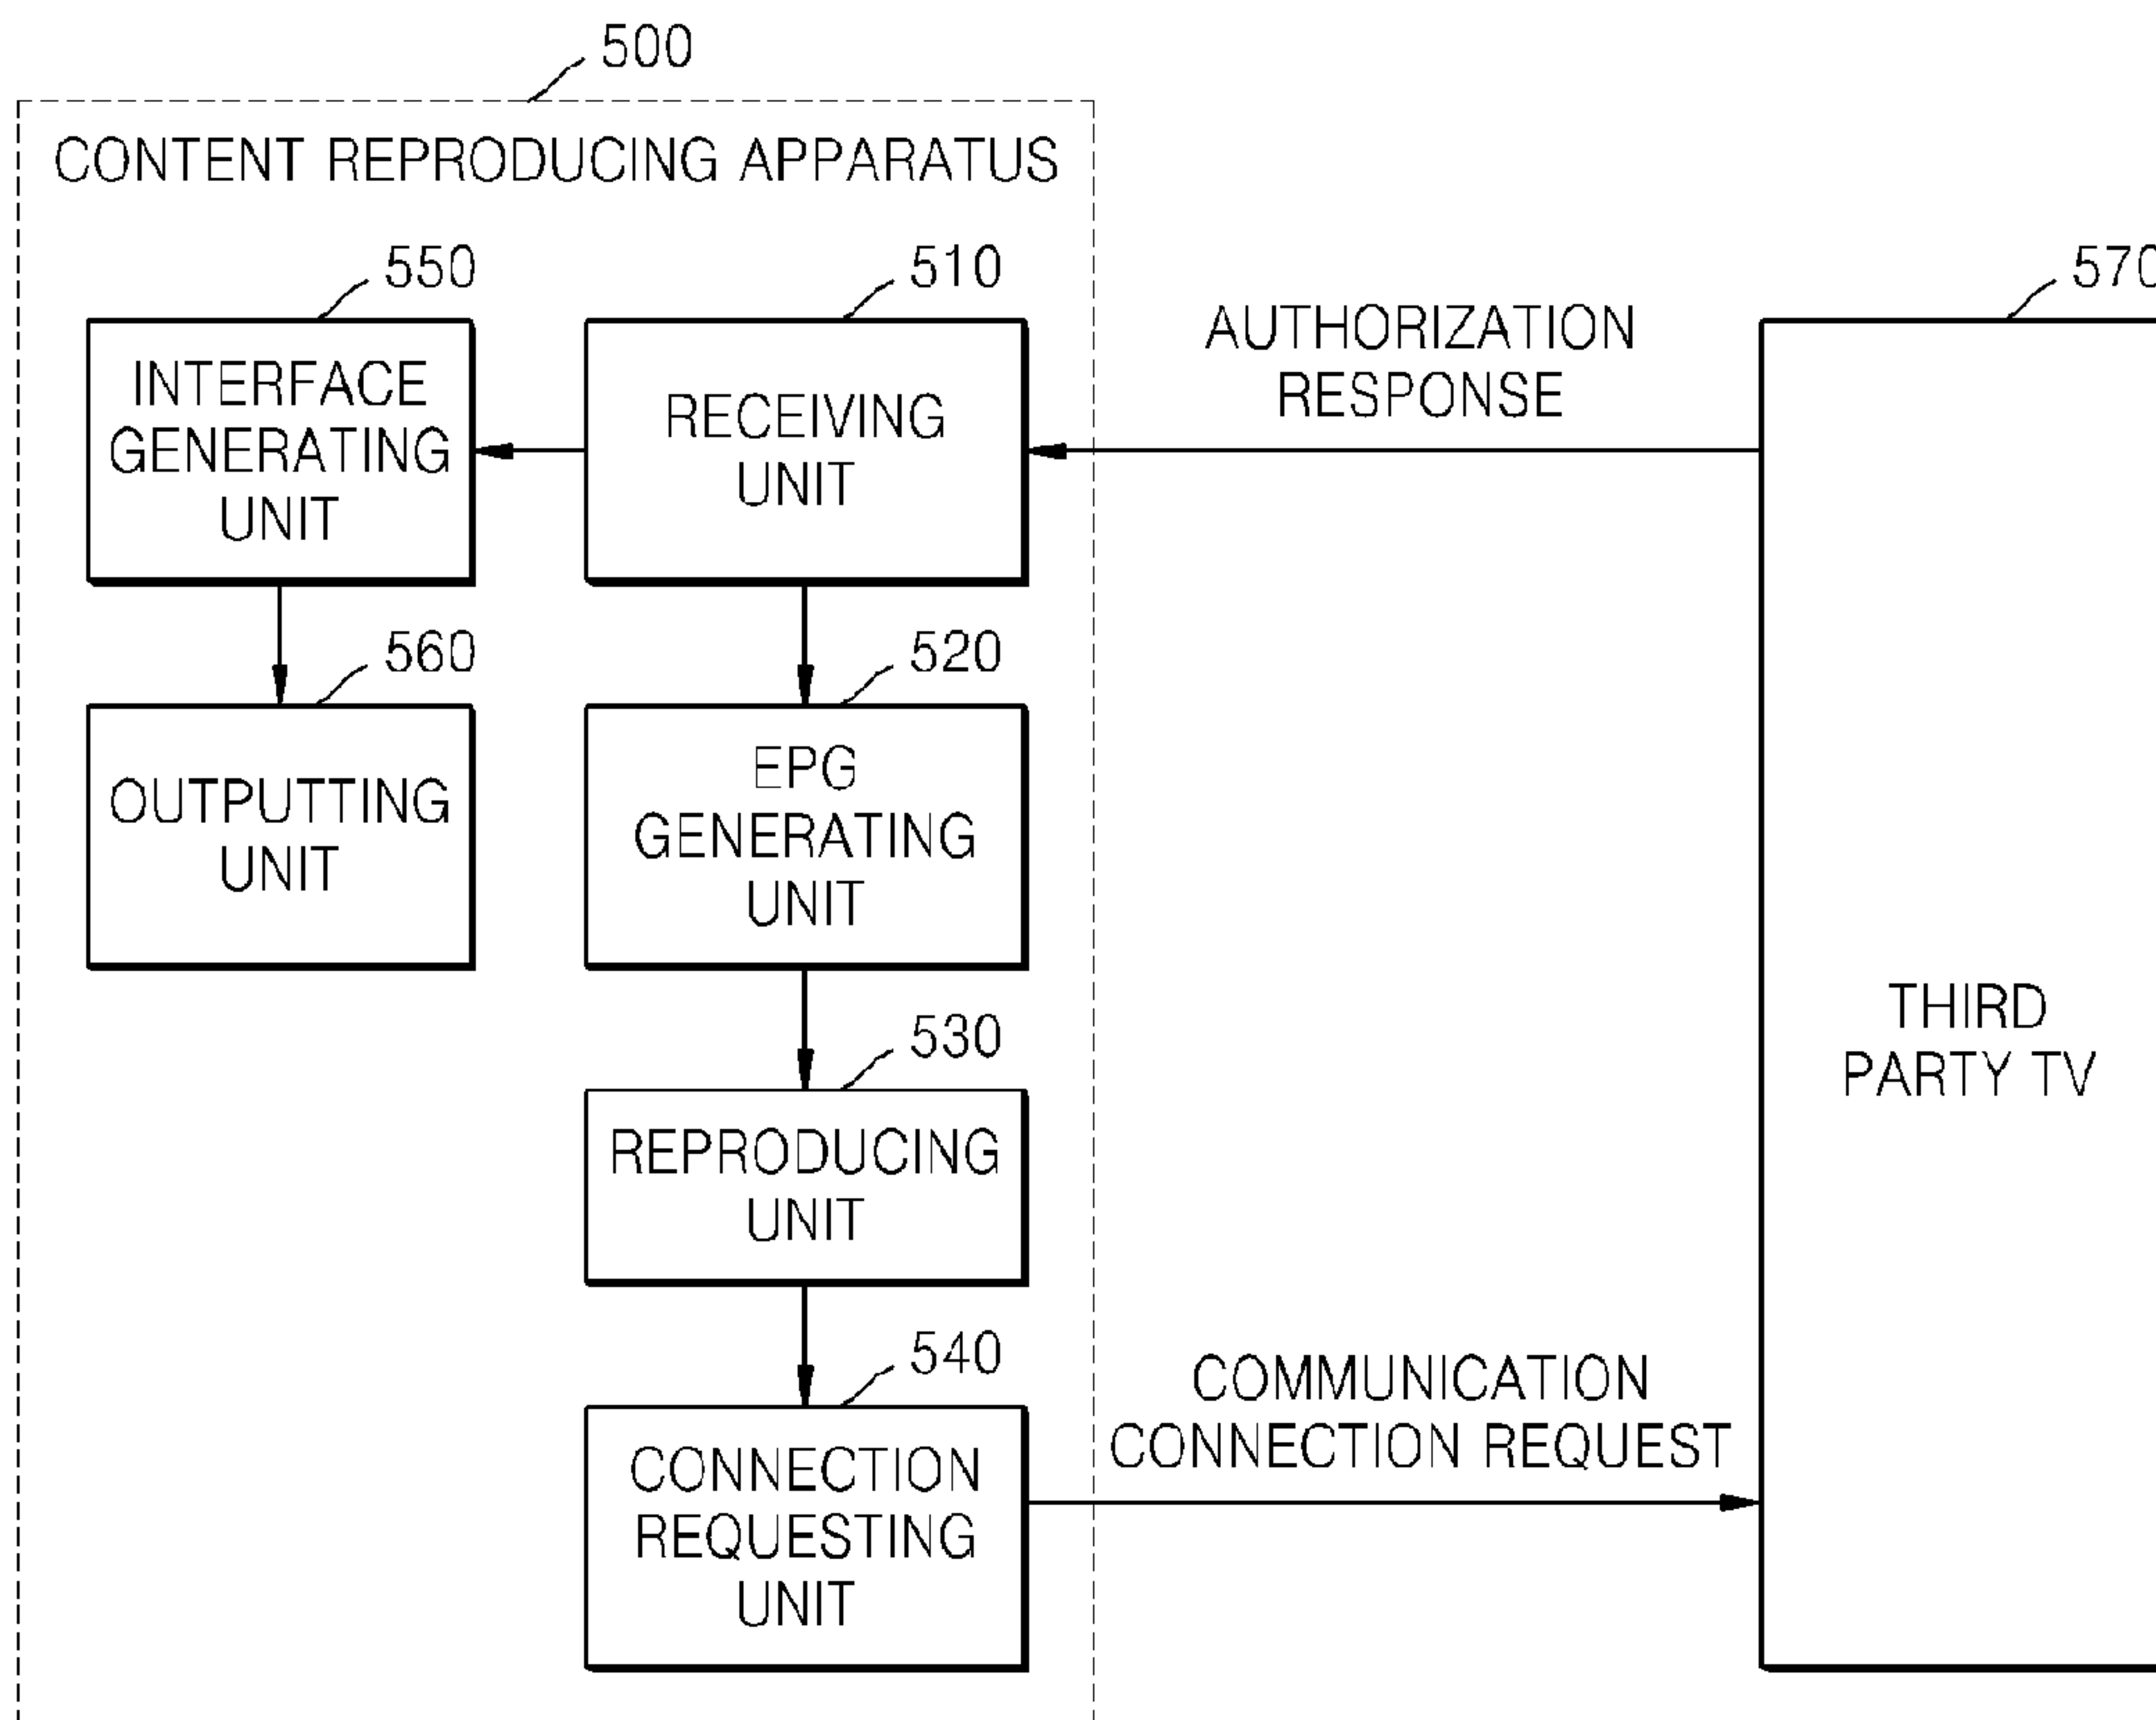 500
CONTENT REPRODUCING APPARATUS
550
INTERFACE
GENERATING
UNIT
510
RECEIVING
UNIT
AUTHORIZATION
RESPONSE
570
560
OUTPUTTING
UNIT
520
EPG
GENERATING
UNIT
THIRD
PARTY TV
530
REPRODUCING
UNIT
540
CONNECTION
REQUESTING
UNIT
COMMUNICATION
CONNECTION REQUEST